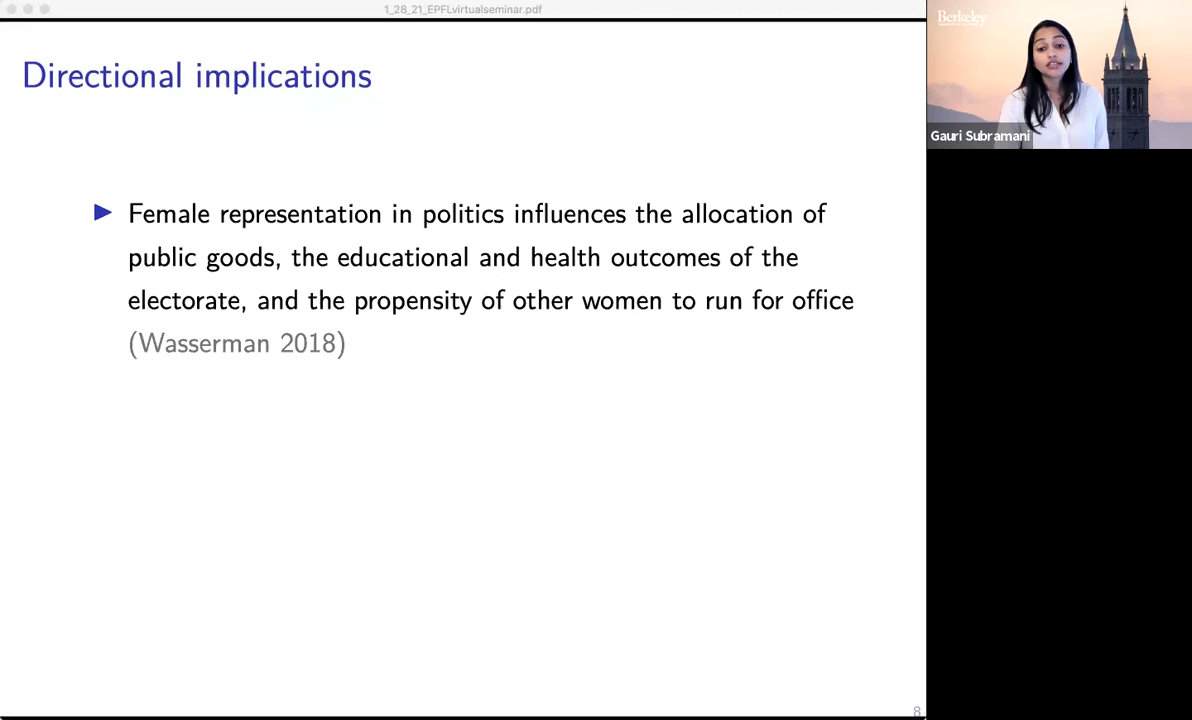 1_28_21_EPFLvirtualseminar.pdf
Directional implications
Female representation in politics influences the allocation of
public goods, the educational and health outcomes of the
electorate, and the propensity of other women to run for office
(Wasserman 2018)
8
Berkeley
Gauri Subramani